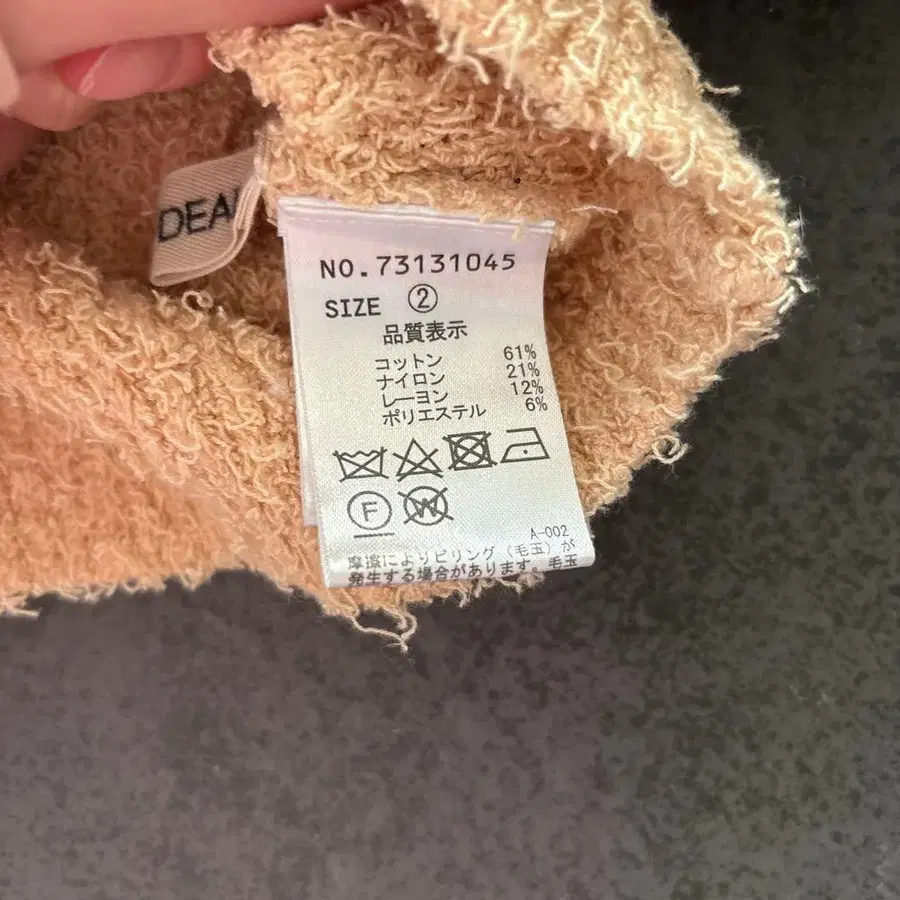 DEA
NO.73131045
SIZE ②
品質表示
コットン 61%
ナイロン 21%
レーヨン 12%
ポリエステル 6%
F W
A-002
摩擦によりピリング(毛玉)が
発生する場合があります。毛玉